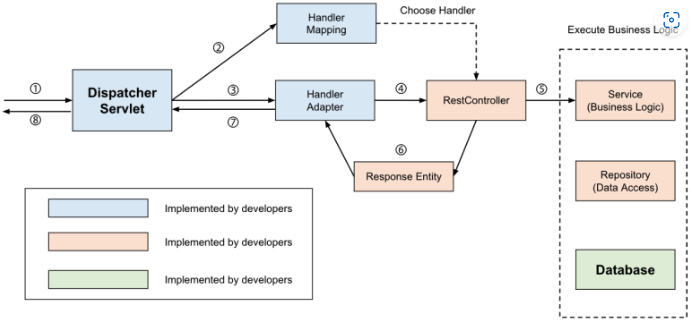 Choose Handler
Handler
Mapping
Execute Business Logic
②
①
Dispatcher
Servlet
③
Handler
Adapter
④
RestController
⑤
Service
(Business Logic)
⑧
⑦
⑥
Response Entity
Repository
(Data Access)
Implemented by developers
Implemented by developers
Implemented by developers
Database